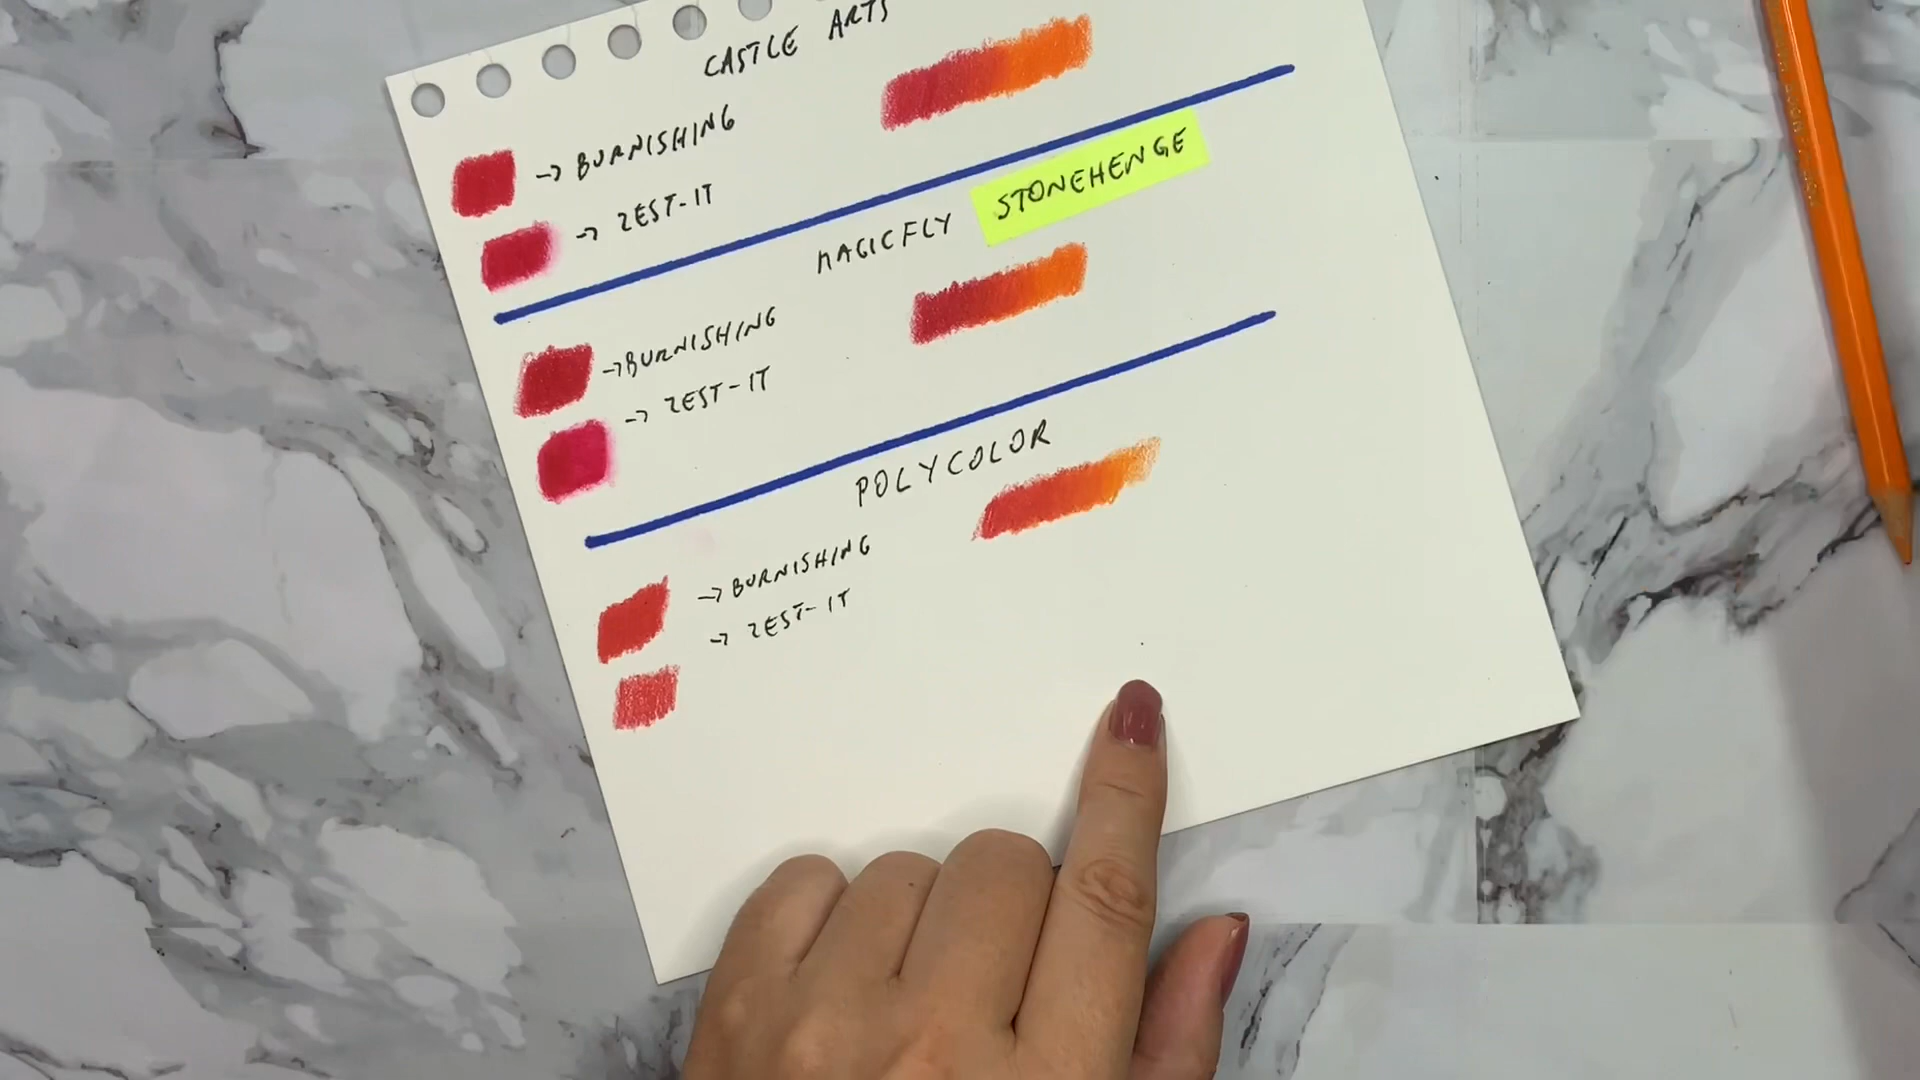 CASTLE ARTS
→ BURNISHING
→ ZEST-IT
MAGICFLY STONEHENGE
→ BURNISHING
→ ZEST-IT
POLYCOLOR
→ BURNISHING
→ ZEST-IT